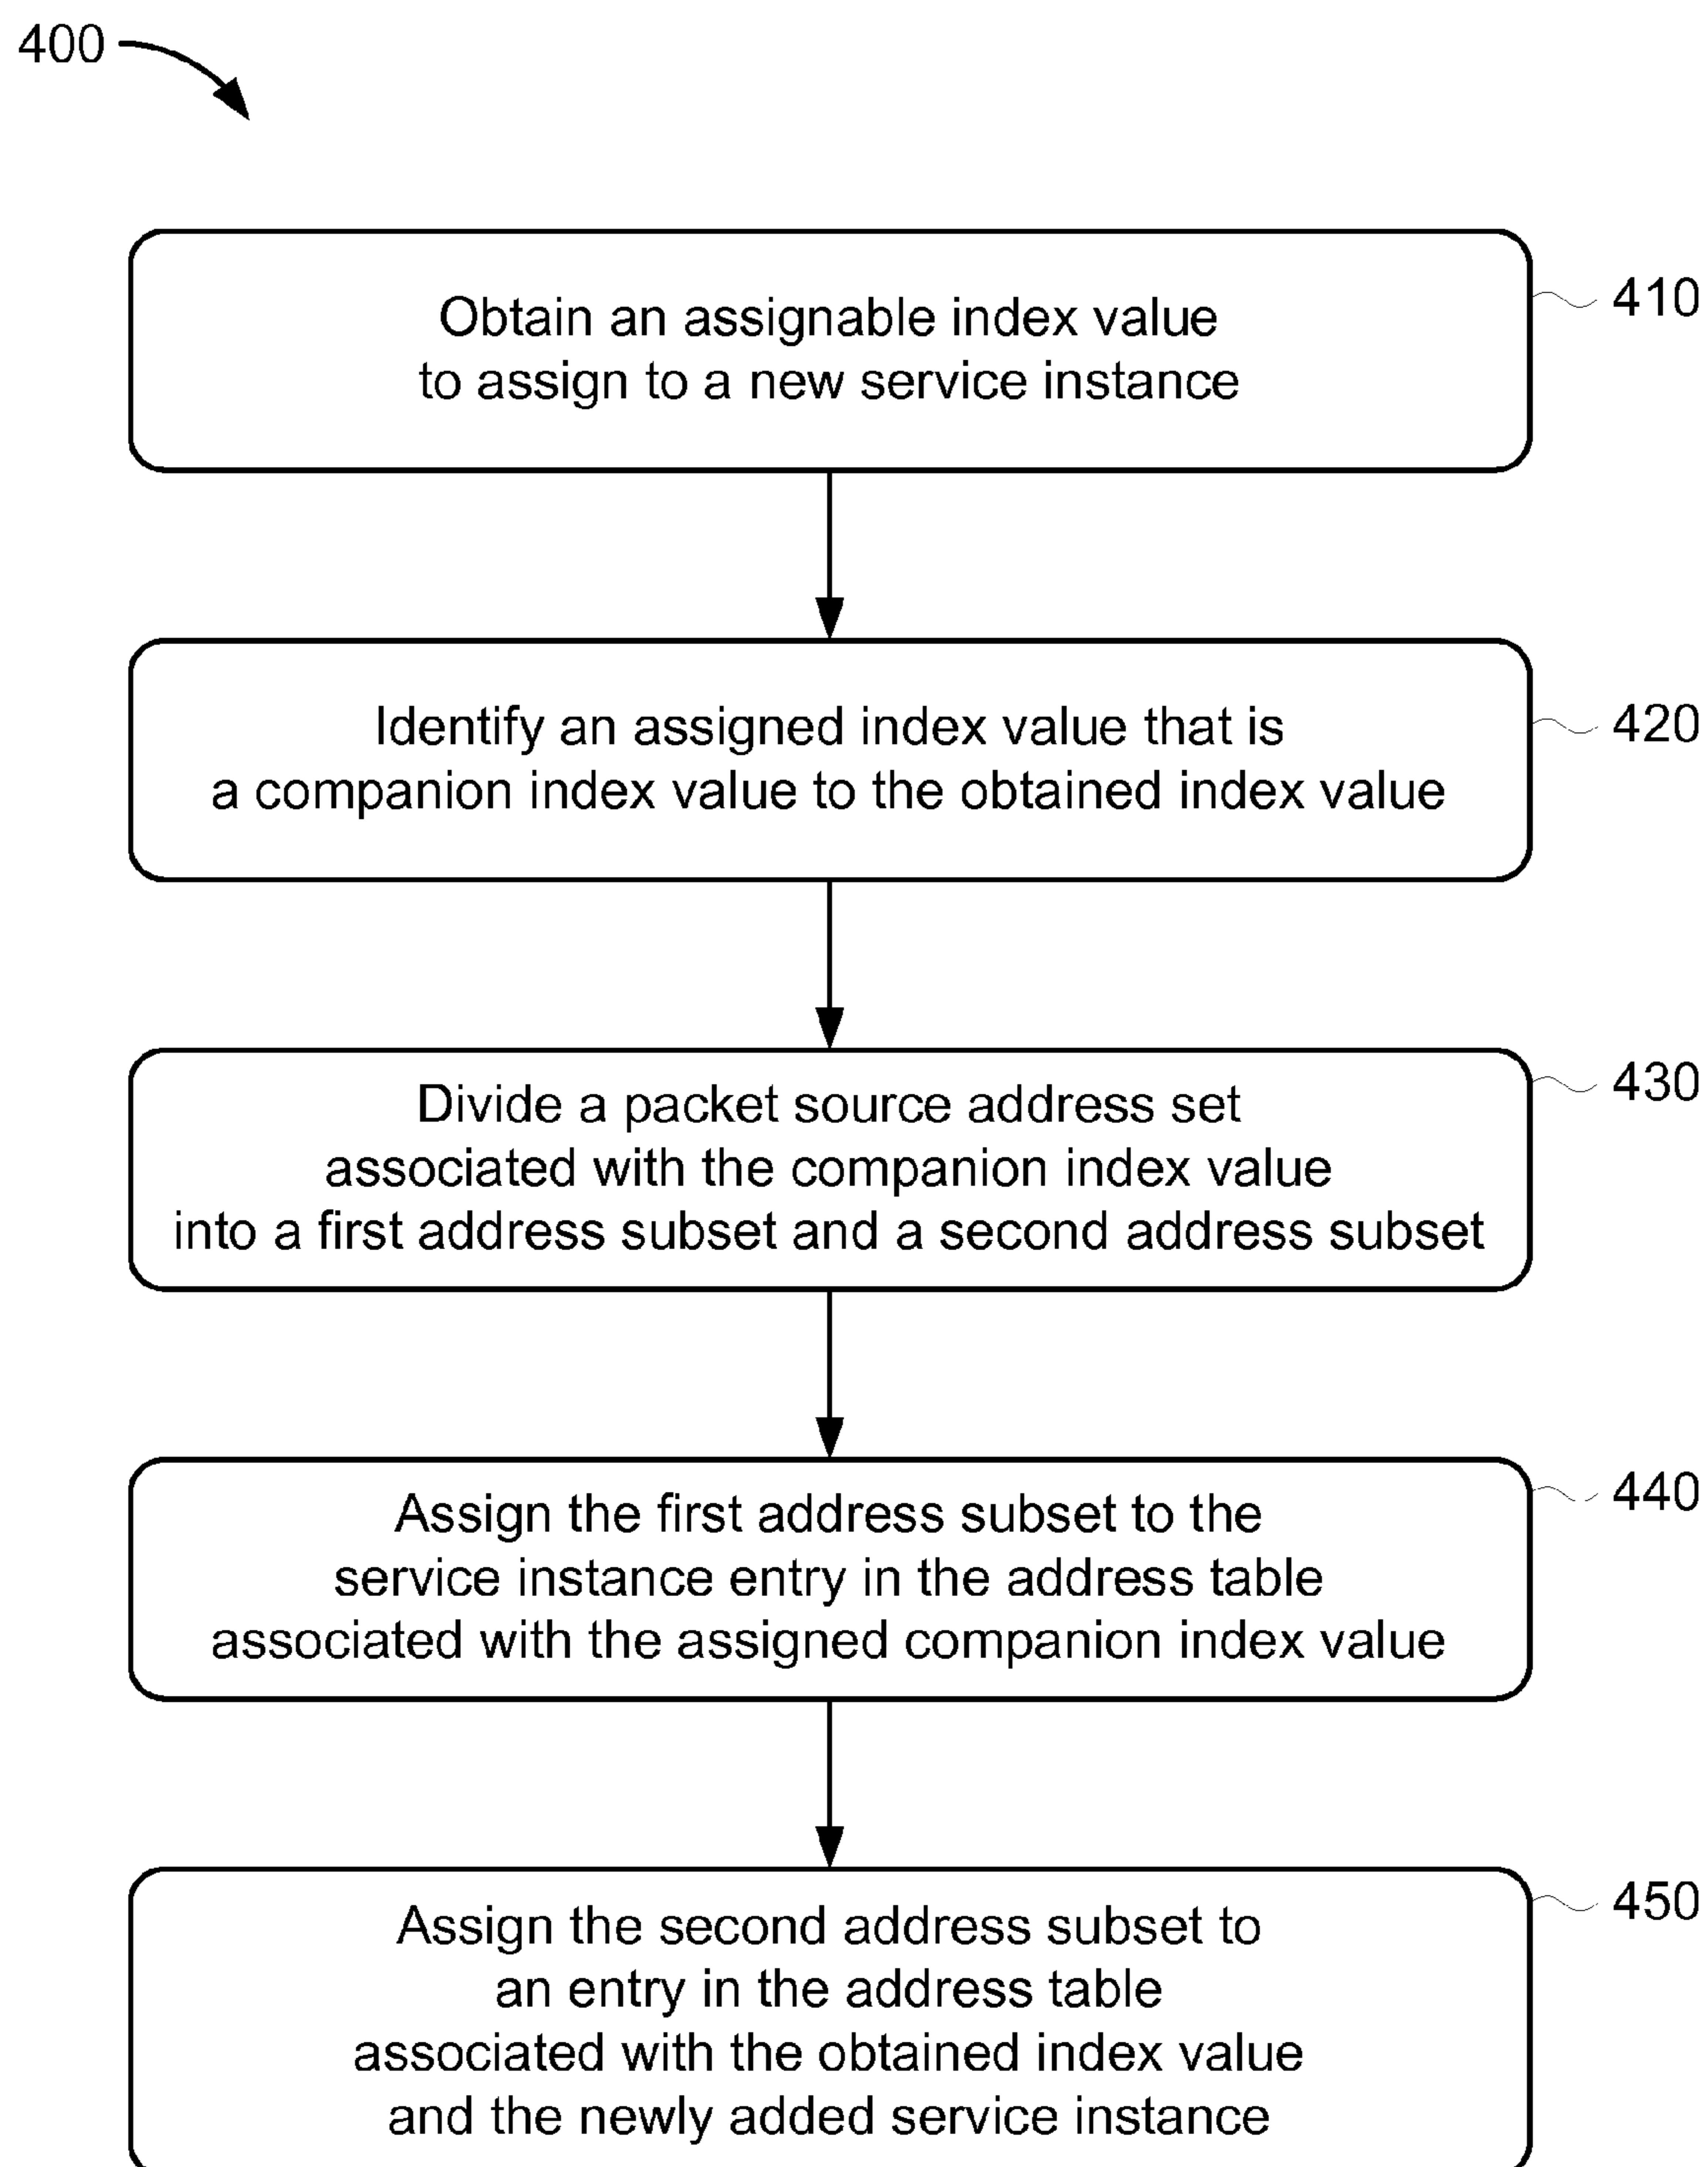 400
Obtain an assignable index value
to assign to a new service instance
410
Identify an assigned index value that is
a companion index value to the obtained index value
420
Divide a packet source address set
associated with the companion index value
into a first address subset and a second address subset
430
Assign the first address subset to the
service instance entry in the address table
associated with the assigned companion index value
440
Assign the second address subset to
an entry in the address table
associated with the obtained index value
and the newly added service instance
450